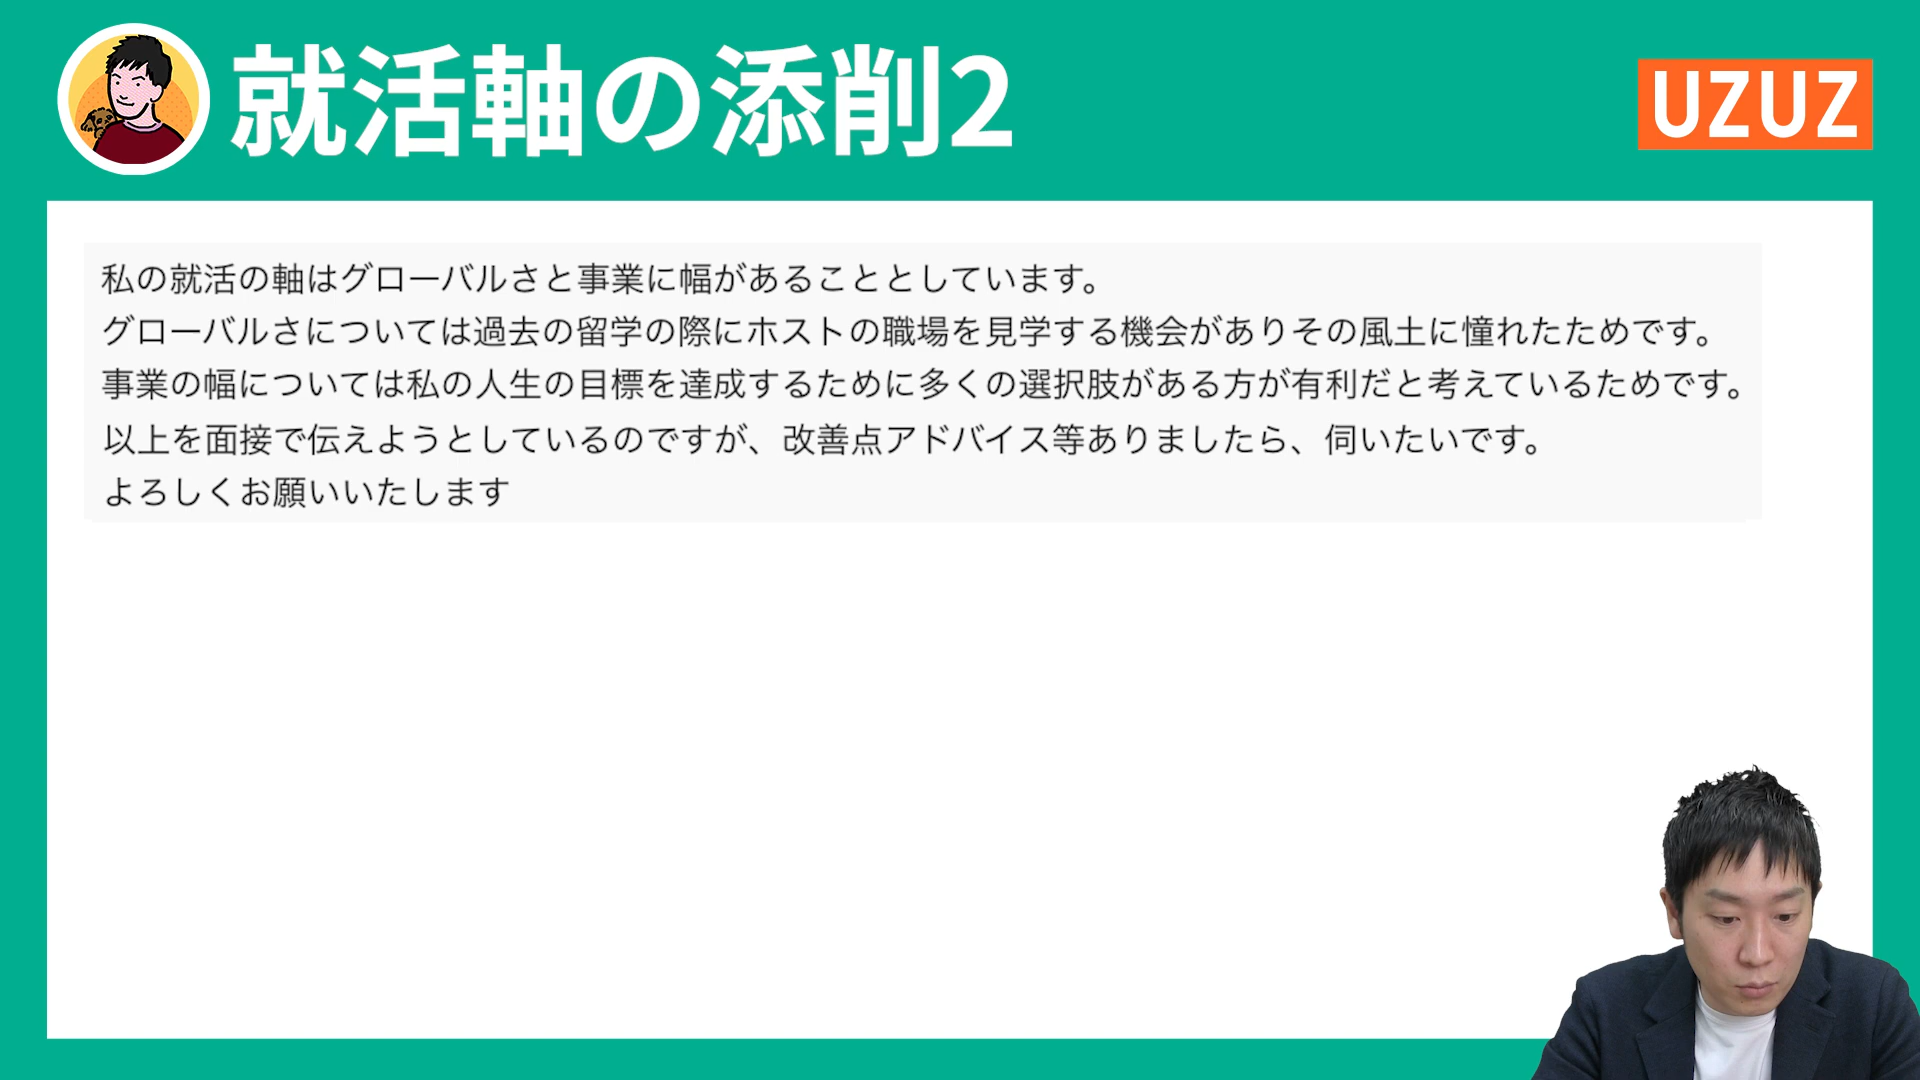 就活軸の添削2
UZUZ
私の就活の軸はグローバルさと事業に幅があることとしています。
グローバルさについては過去の留学の際にホストの職場を見学する機会がありその風土に憧れたためです。
事業の幅については私の人生の目標を達成するために多くの選択肢がある方が有利だと考えているためです。
以上を面接で伝えようとしているのですが、改善点アドバイス等ありましたら、伺いたいです。
よろしくお願いいたします